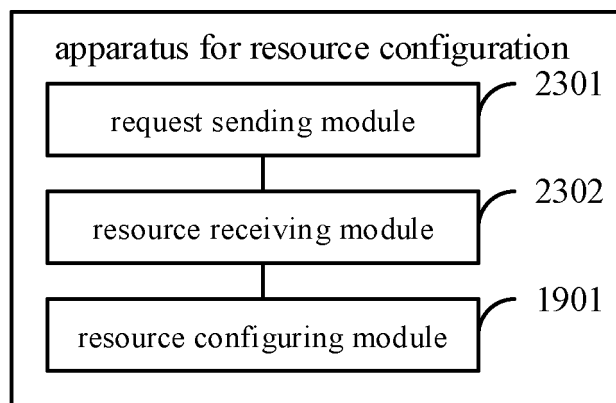 apparatus for resource configuration
2301
request sending module
2302
resource receiving module
1901
resource configuring module